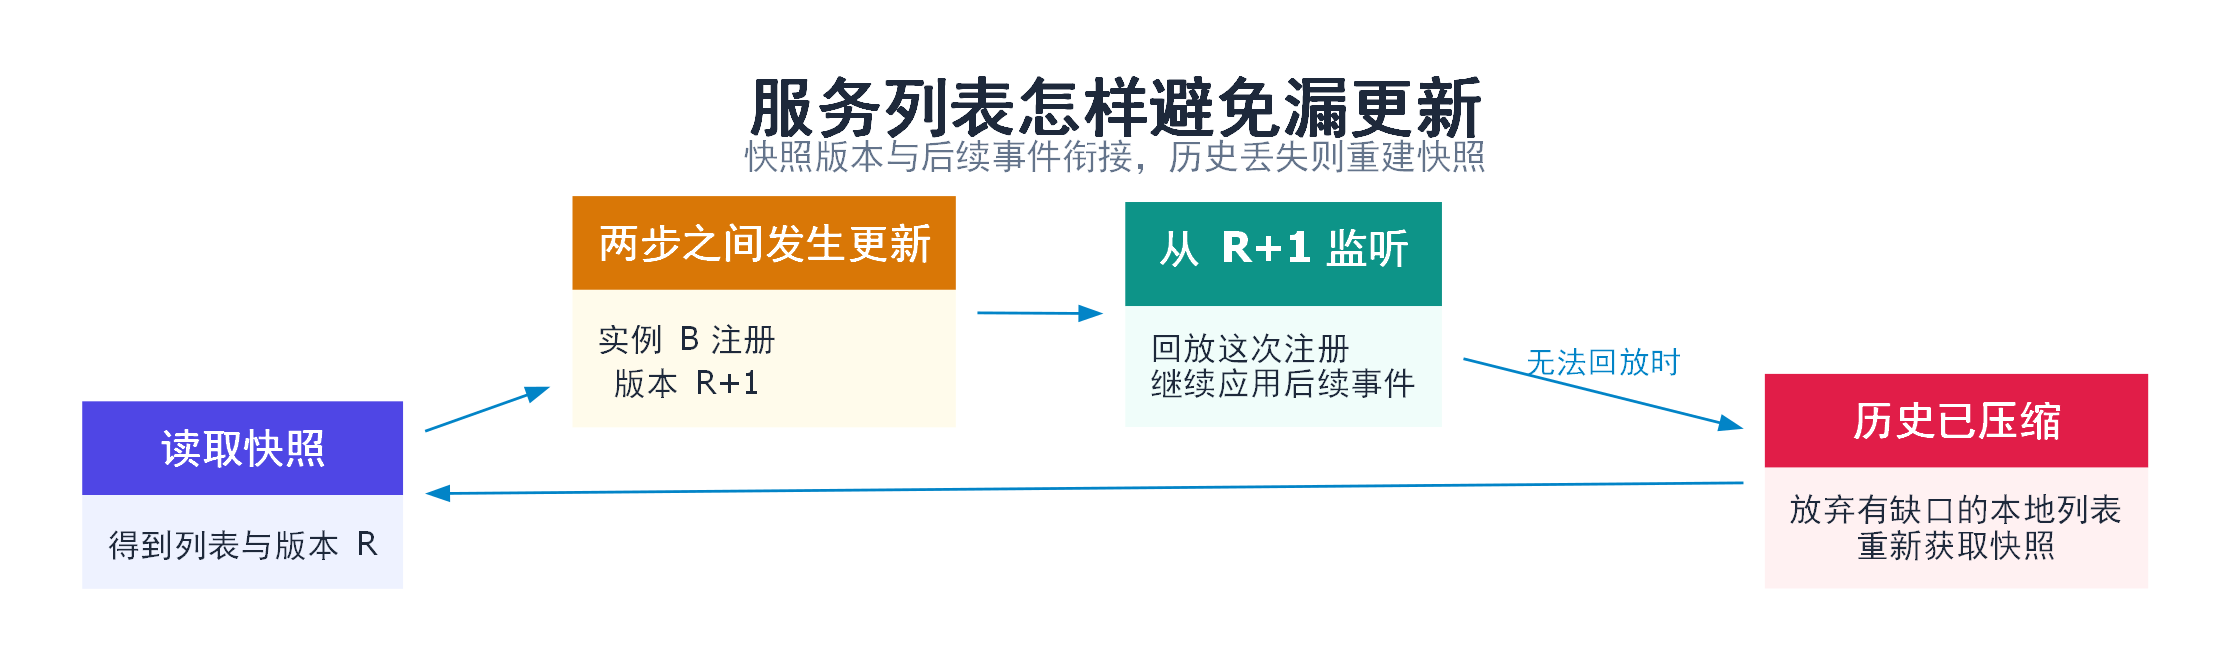 服务列表怎样避免漏更新
快照版本与后续事件衔接，历史丢失则重建快照
读取快照
得到列表与版本 R
两步之间发生更新
实例 B 注册
版本 R+1
从 R+1 监听
回放这次注册
继续应用后续事件
无法回放时
历史已压缩
放弃有缺口的本地列表
重新获取快照